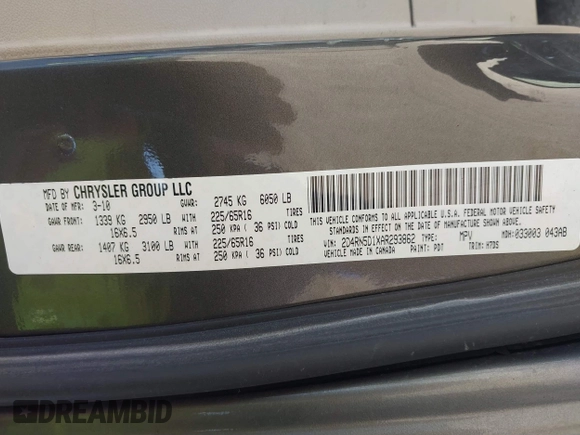 MFD BY CHRYSLER GROUP LLC
DATE OF MFR: 3-10 GVWR: 2745 KG 6050 LB
GAWR FRONT: 1339 KG 2950 LB WITH 225/65R16 TIRES
16X6.5 RIMS AT 250 KPA ( 36 PSI COLD
GAWR REAR: 1407 KG 3100 LB WITH 225/65R16 TIRES
16X6.5 RIMS AT 250 KPA ( 36 PSI COLD
THIS VEHICLE CONFORMS TO ALL APPLICABLE U.S.A. FEDERAL MOTOR VEHICLE SAFETY
STANDARDS IN EFFECT ON THE DATE OF MANUFACTURE SHOWN ABOVE.
VIN: 2D4RN5D1XAR293862 TYPE: MPV MDH: 033003 043AB
VEHICLE MADE IN CANADA PAINT: PDT TRIM: H7DS
DREAMBID